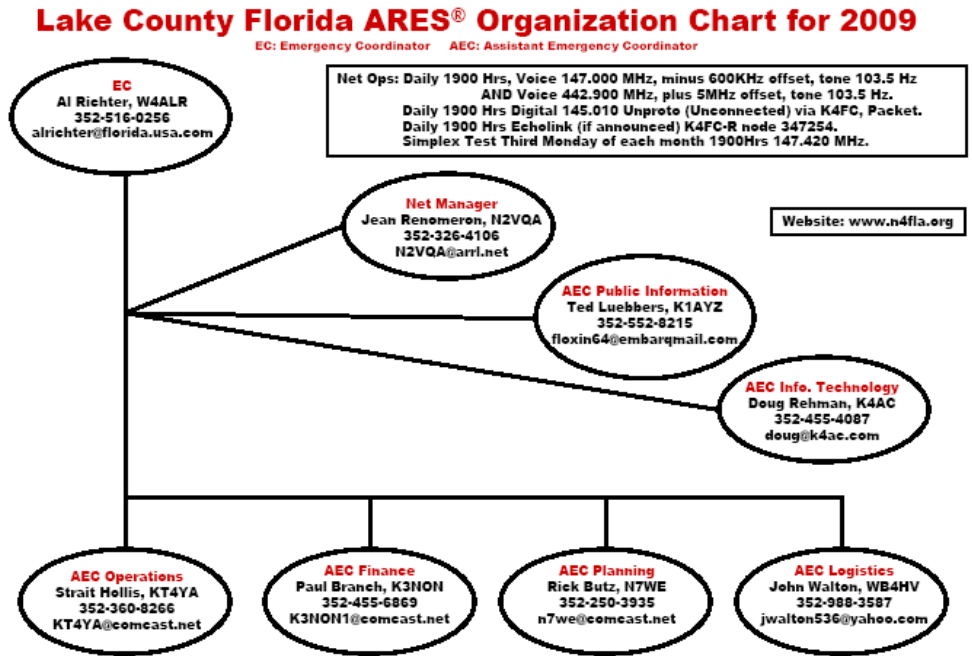 Lake County Florida ARES® Organization Chart for 2009
EC: Emergency Coordinator AEC: Assistant Emergency Coordinator
EC
Al Richter, W4ALR
352-516-0256
alrichter@florida.usa.com
Net Ops: Daily 1900 Hrs, Voice 147.000 MHz, minus 600KHz offset, tone 103.5 Hz
AND Voice 442.900 MHz, plus 5MHz offset, tone 103.5 Hz.
Daily 1900 Hrs Digital 145.010 Unproto (Unconnected) via K4FC, Packet.
Daily 1900 Hrs Echolink (if announced) K4FC-R node 347254.
Simplex Test Third Monday of each month 1900Hrs 147.420 MHz.
Net Manager
Jean Renomeron, N2VQA
352-326-4106
N2VQA@arrl.net
Website: www.n4fla.org
AEC Public Information
Ted Luebbers, K1AYZ
352-552-8215
floxin64@embarqmail.com
AEC Info. Technology
Doug Rehman, K4AC
352-455-4087
doug@k4ac.com
AEC Operations
Strait Hollis, KT4YA
352-360-8266
KT4YA@comcast.net
AEC Finance
Paul Branch, K3NON
352-455-6869
K3NON1@comcast.net
AEC Planning
Rick Butz, N7WE
352-250-3935
n7we@comcast.net
AEC Logistics
John Walton, WB4HV
352-988-3587
jwalton536@yahoo.com